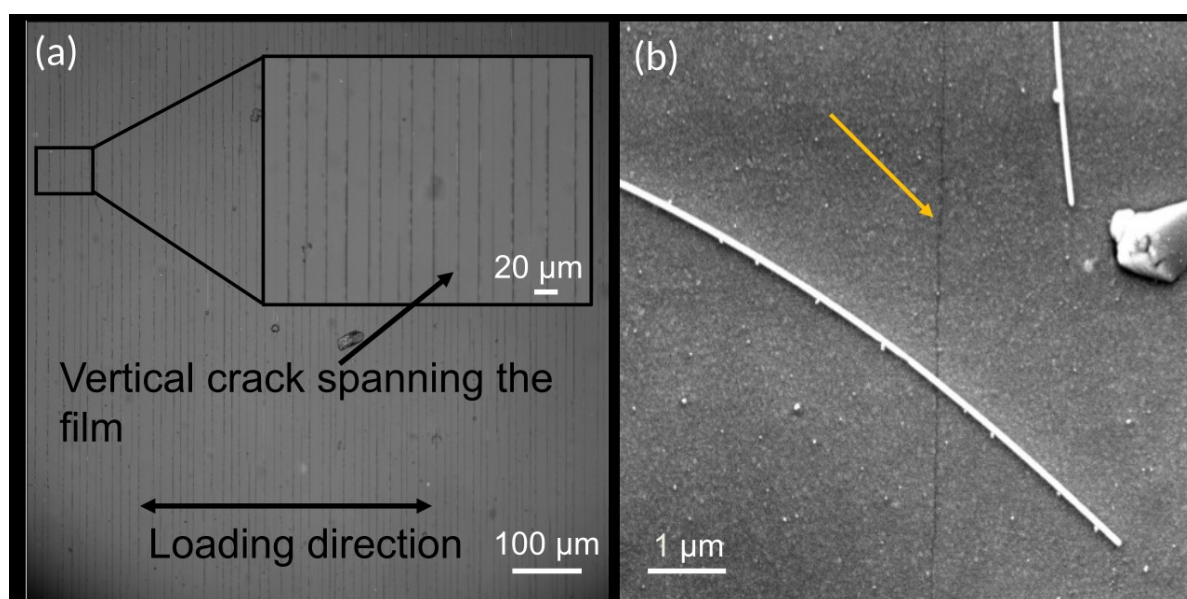 (a)
20 µm
Vertical crack spanning the
film
Loading direction
100 µm
(b)
1 µm